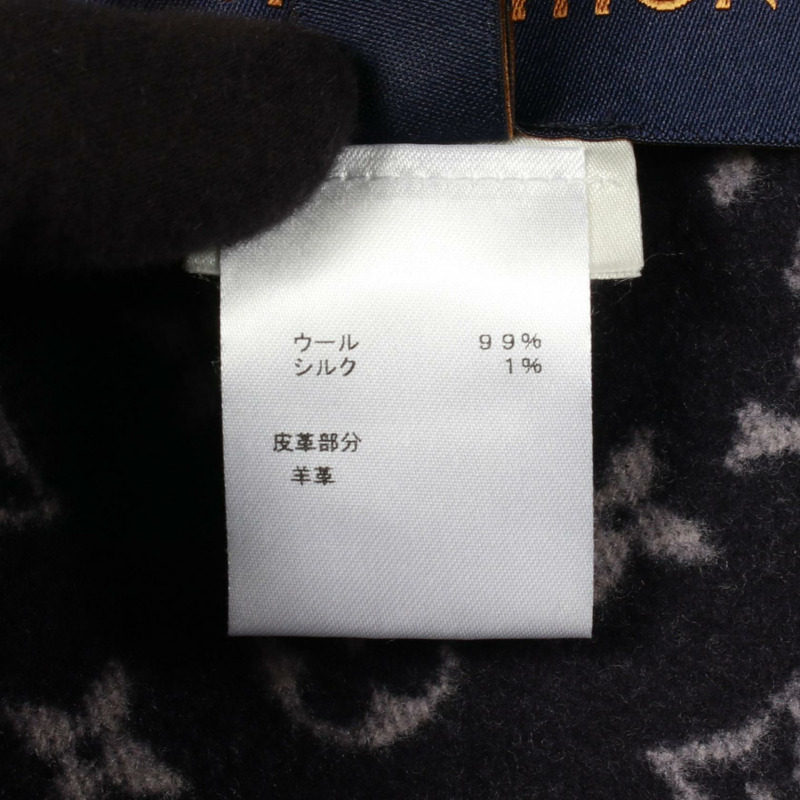 ウール 99%
シルク 1%
皮革部分
羊革